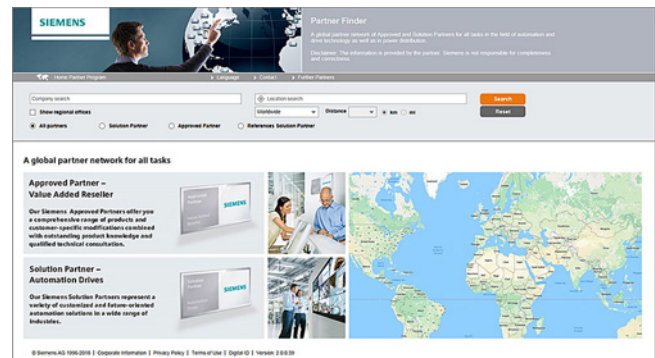 SIEMENS
Partner Finder
A global partner network of Approved and Solution Partners for all tasks in the field of automation and
drive technology as well as in power distribution.
Disclaimer: The information is provided by the partner. Siemens is not responsible for completeness
and correctness.
Home Partner Program
Language
Contact
Further Partners
Company search
Location search
Search
Show regional offices
Worldwide
Distance
km
mi
Reset
All partners
Solution Partner
Approved Partner
References Solution Partner
A global partner network for all tasks
Approved Partner –
Value Added Reseller
Our Siemens Approved Partners offer you
a comprehensive range of products and
customer-specific modifications combined
with outstanding product knowledge and
qualified technical consultation.
Approved
Partner
SIEMENS
Solution Partner –
Automation Drives
Our Siemens Solution Partners represent a
variety of customized and future-oriented
automation solutions in a wide range of
Industries.
Solution
Partner
SIEMENS
© Siemens AG 1996-2018 | Corporate Information | Privacy Policy | Terms of Use | Digital ID | Version: 2.0.0.59